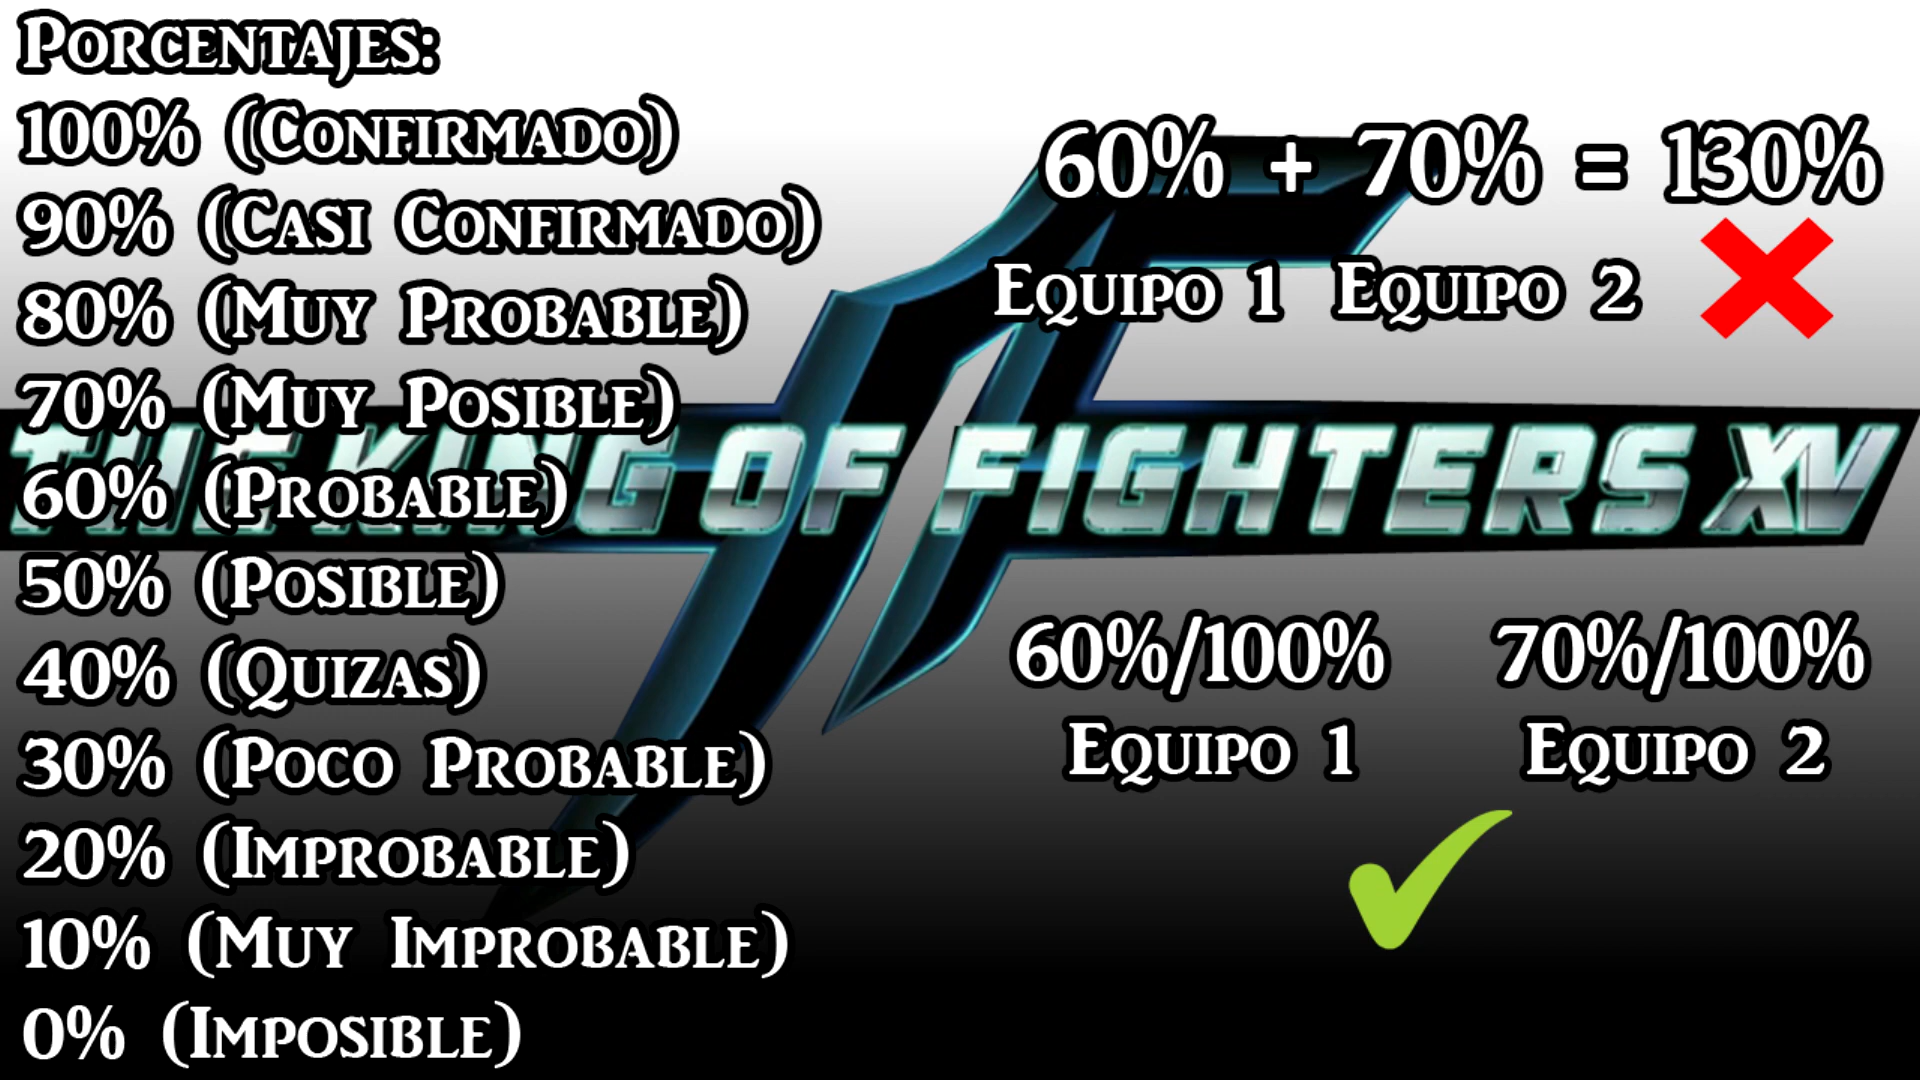 Porcentajes:
100% (Confirmado)
90% (Casi Confirmado)
80% (Muy Probable)
70% (Muy Posible)
60% (Probable)
50% (Posible)
40% (Quizas)
30% (Poco Probable)
20% (Improbable)
10% (Muy Improbable)
0% (Imposible)
THE KING OF FIGHTERS XV
60% + 70% = 130%
Equipo 1 Equipo 2
60%/100% 70%/100%
Equipo 1 Equipo 2